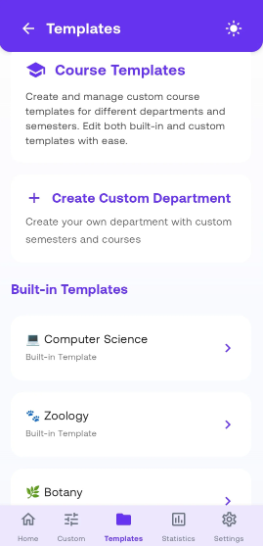 Templates
Course Templates
Create and manage custom course
templates for different departments and
semesters. Edit both built-in and custom
templates with ease.
Create Custom Department
Create your own department with custom
semesters and courses
Built-in Templates
Computer Science
Built-in Template
Zoology
Built-in Template
Botany
Home Custom Templates Statistics Settings